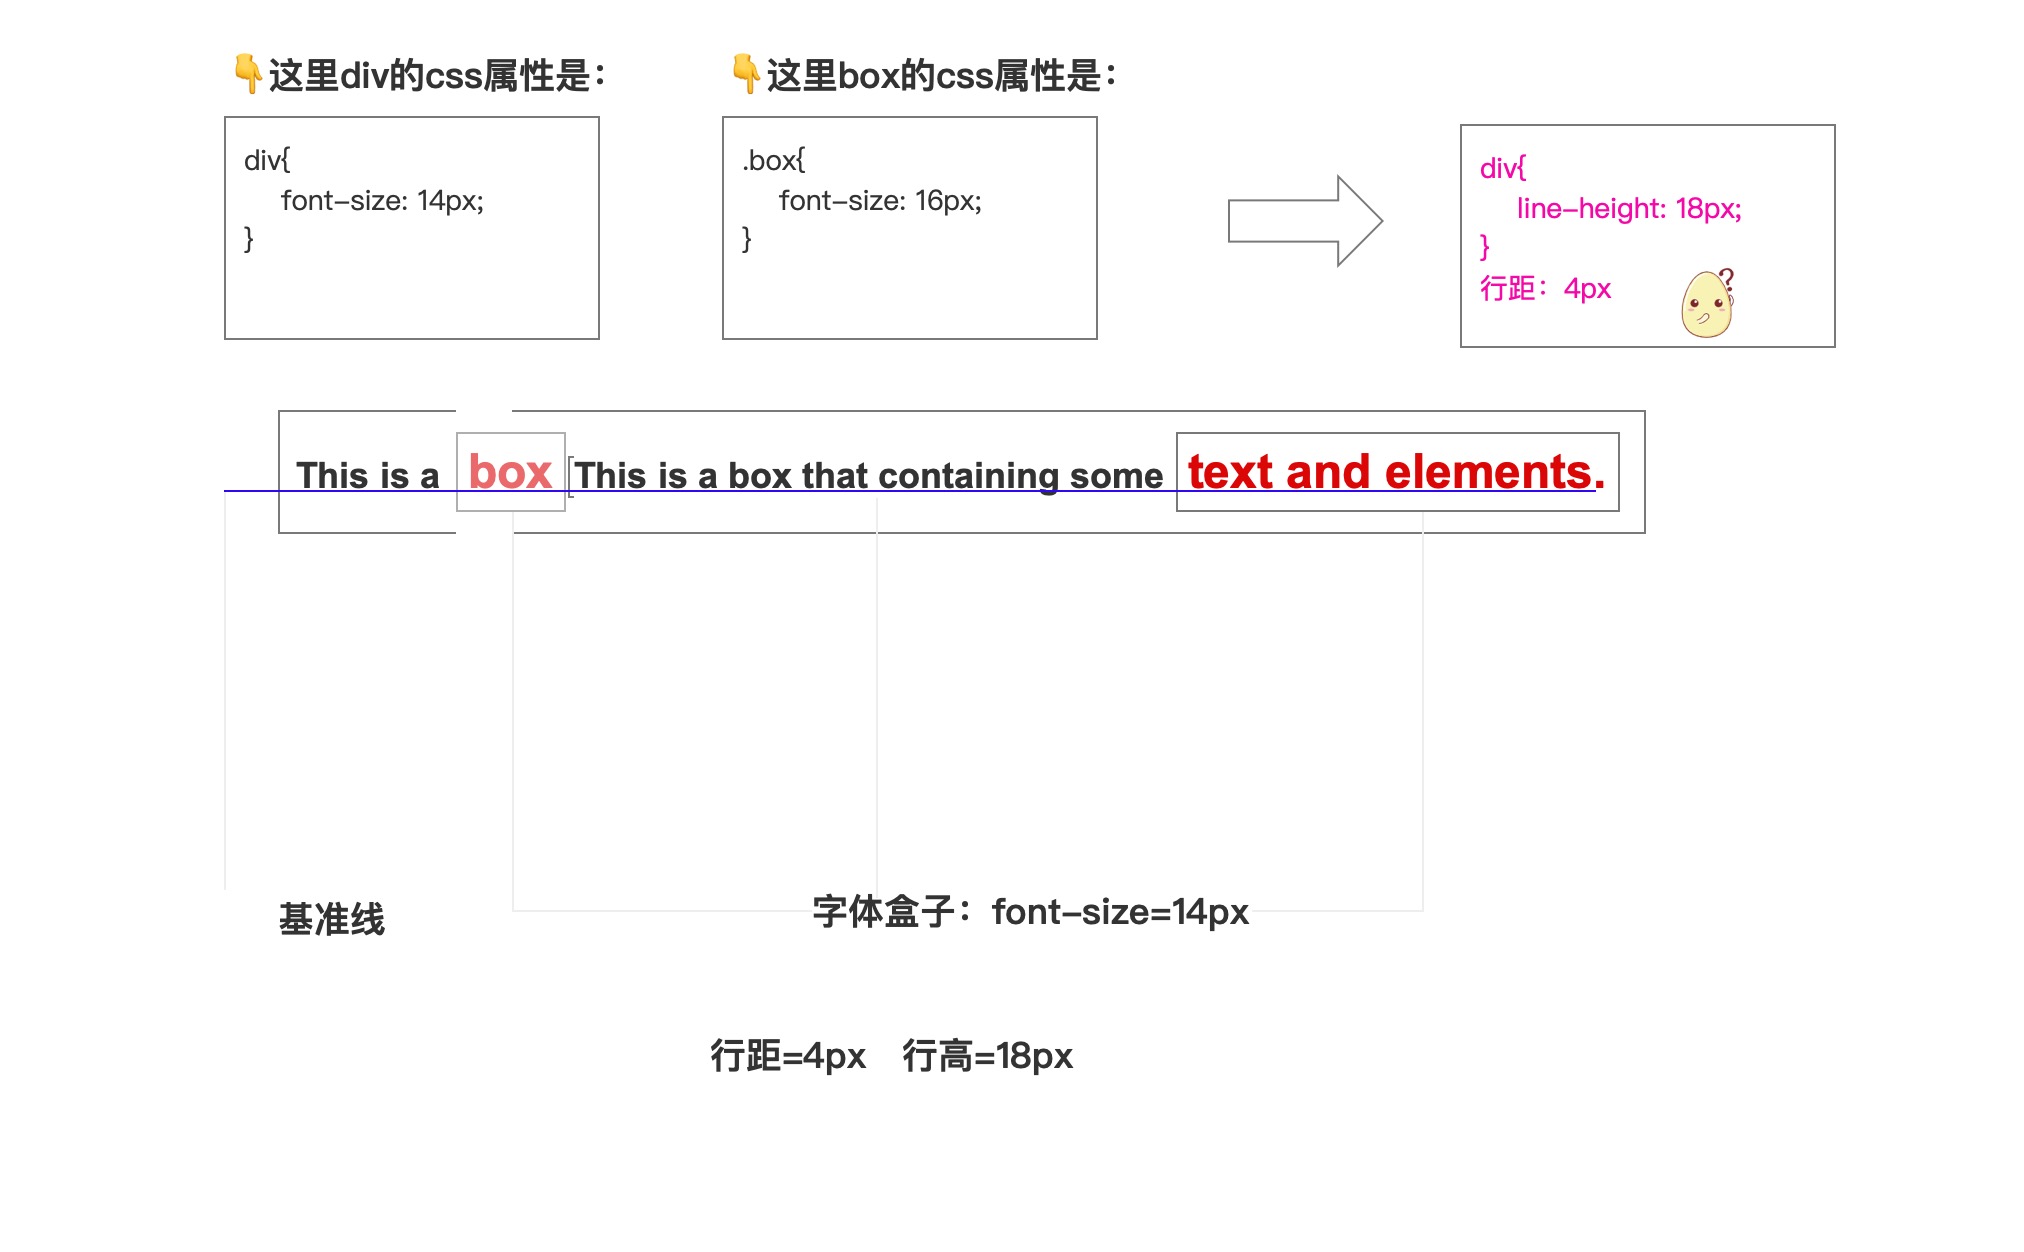 👇这里div的css属性是：
div{
font-size: 14px;
}
👇这里box的css属性是：
.box{
font-size: 16px;
}
div{
line-height: 18px;
}
行距：4px
?
This is a box This is a box that containing some text and elements.
基准线
字体盒子：font-size=14px
行距=4px 行高=18px